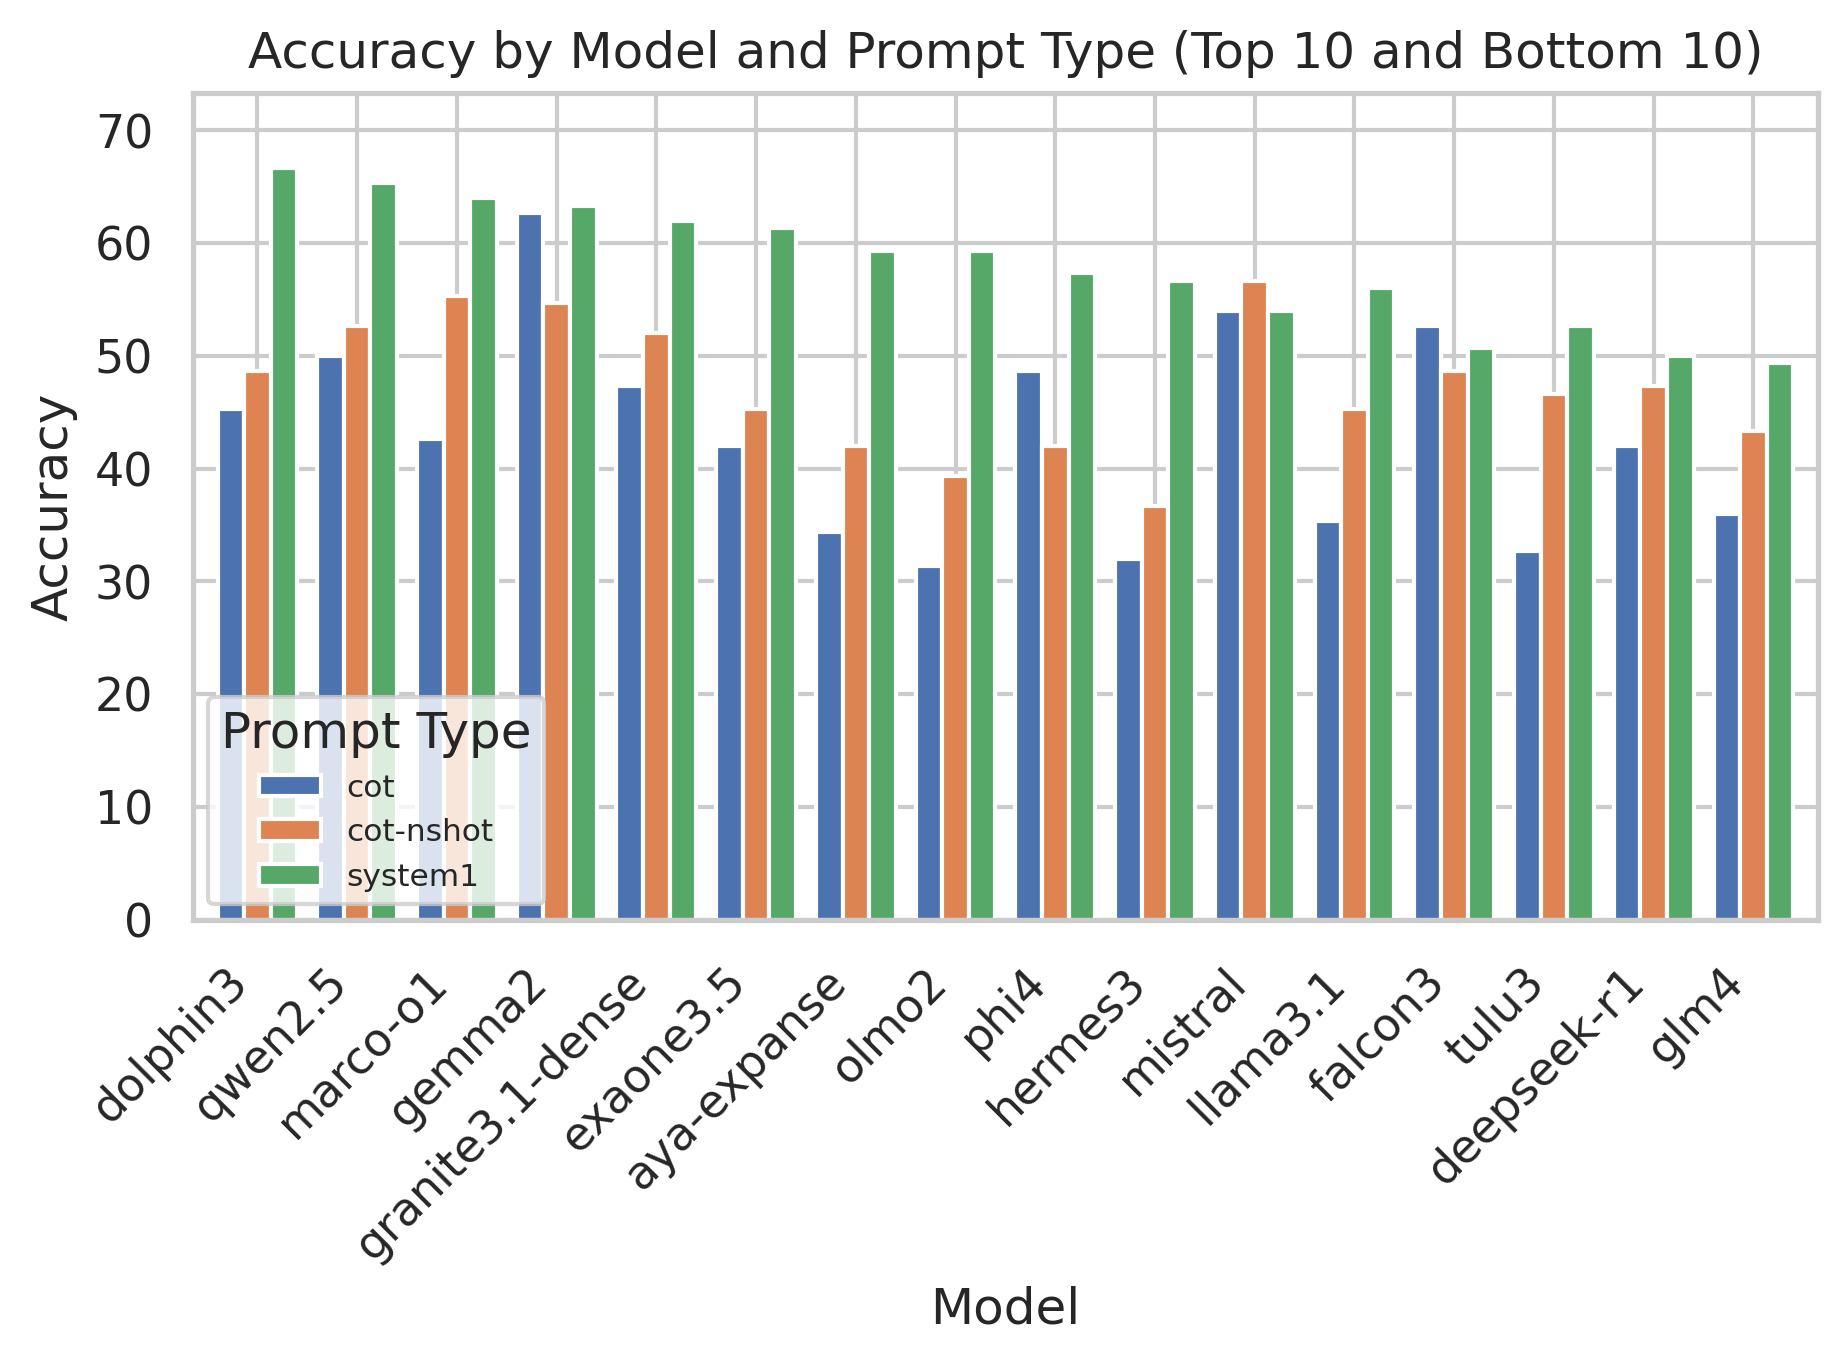 Accuracy by Model and Prompt Type (Top 10 and Bottom 10)
Accuracy
70
60
50
40
30
20
10
0
Prompt Type
cot
cot-nshot
system1
dolphin3
qwen2.5
marco-o1
gemma2
granite3.1-dense
exaone3.5
aya-expanse
olmo2
phi4
hermes3
mistral
llama3.1
falcon3
tulu3
deepseek-r1
glm4
Model